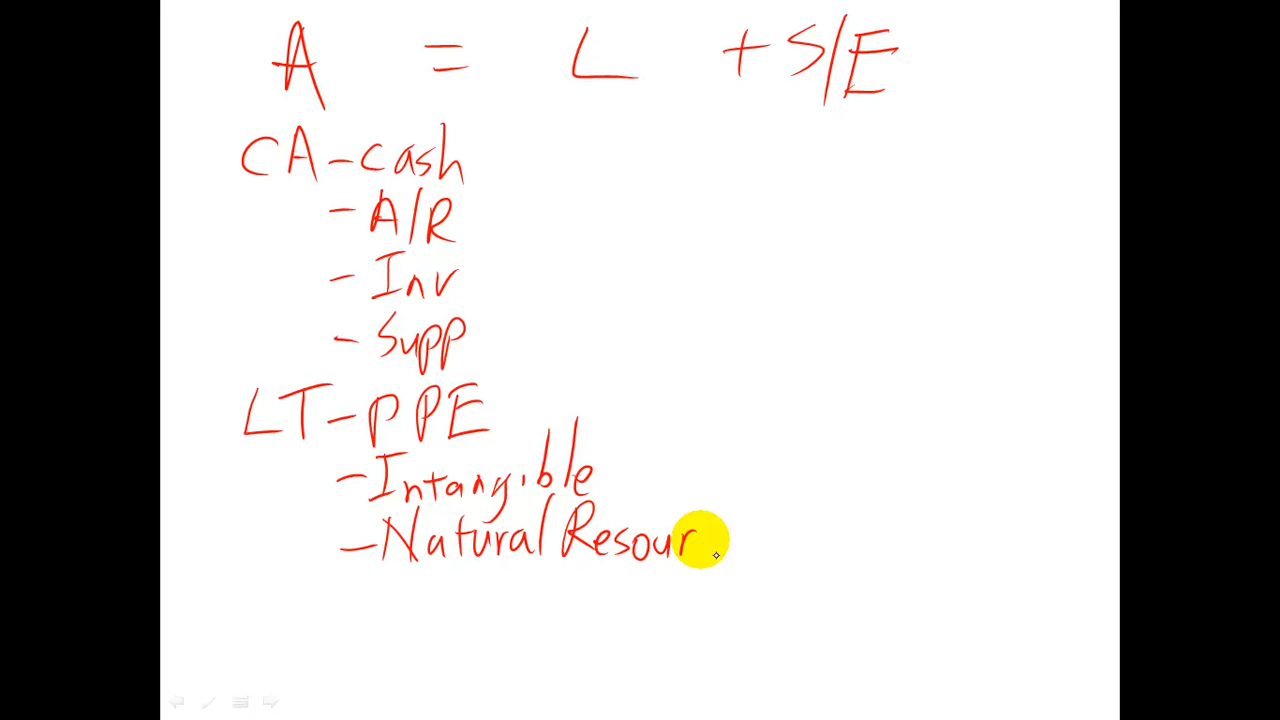 A = L + S/E
CA - cash
- A/R
- Inv
- Supp
LT - PPE
- Intangible
- Natural Resour